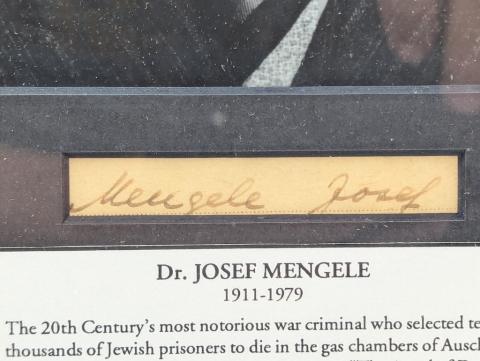 Mengele Josef
Dr. JOSEF MENGELE
1911-1979
The 20th Century's most notorious war criminal who selected te
thousands of Jewish prisoners to die in the gas chambers of Ausch